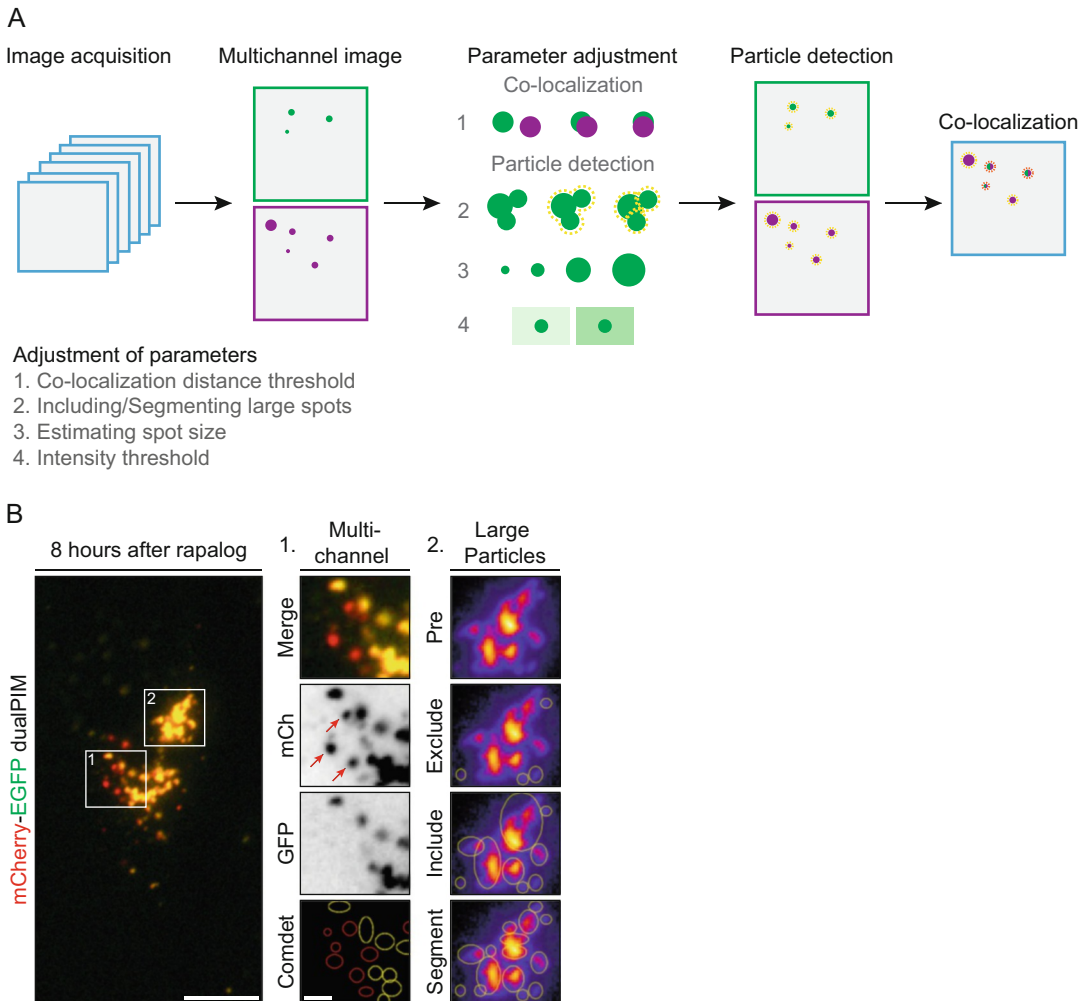 A
Image acquisition
Multichannel image
Parameter adjustment
Particle detection
Co-localization
Co-localization
1
Particle detection
2
3
4
Adjustment of parameters
1. Co-localization distance threshold
2. Including/Segmenting large spots
3. Estimating spot size
4. Intensity threshold
B
8 hours after rapalog
1. Multi-
channel
2. Large
Particles
mCherry-EGFP dualPIM
1
2
Merge
mCh
GFP
Comdet
Pre
Exclude
Include
Segment